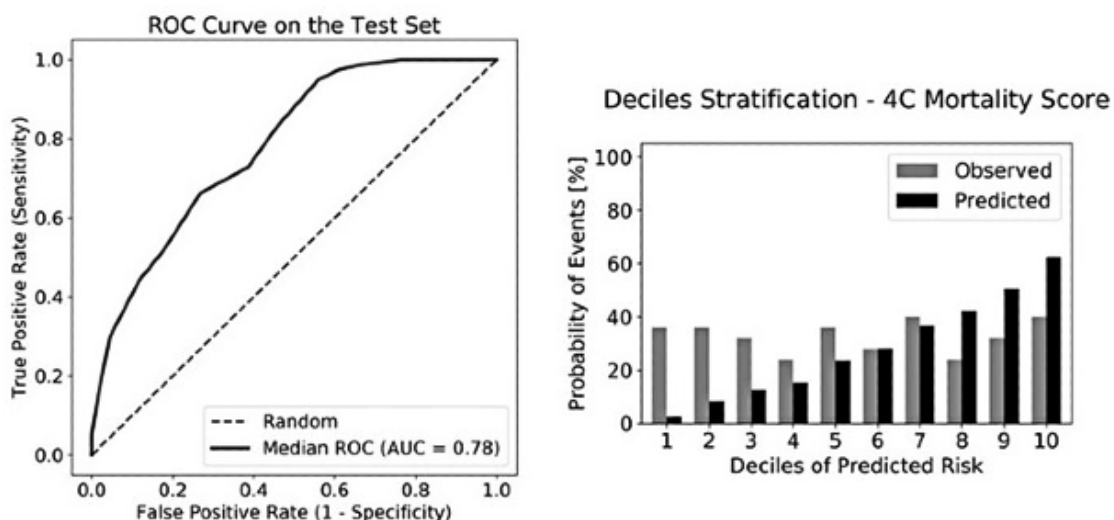 ROC Curve on the Test Set
True Positive Rate (Sensitivity)
1.0
0.8
0.6
0.4
0.2
0.0
Random
Median ROC (AUC = 0.78)
0.0 0.2 0.4 0.6 0.8 1.0
False Positive Rate (1 - Specificity)
Deciles Stratification - 4C Mortality Score
Probability of Events [%]
100
80
60
40
20
0
Observed
Predicted
1 2 3 4 5 6 7 8 9 10
Deciles of Predicted Risk